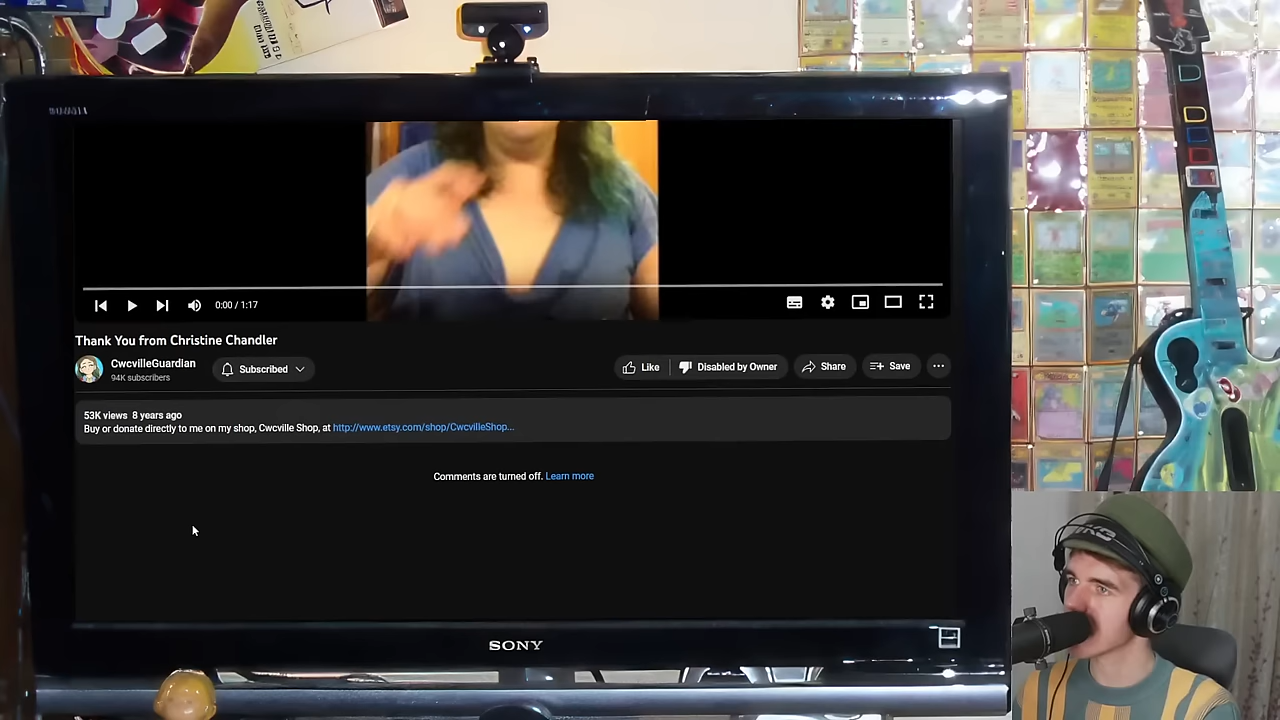 0:00 / 1:17
Thank You from Christine Chandler
CwcvilleGuardian
94K subscribers
Subscribed
Like
Disabled by Owner
Share
Save
53K views 8 years ago
Buy or donate directly to me on my shop, Cwcville Shop, at http://www.etsy.com/shop/CwcvilleShop...
Comments are turned off. Learn more
SONY